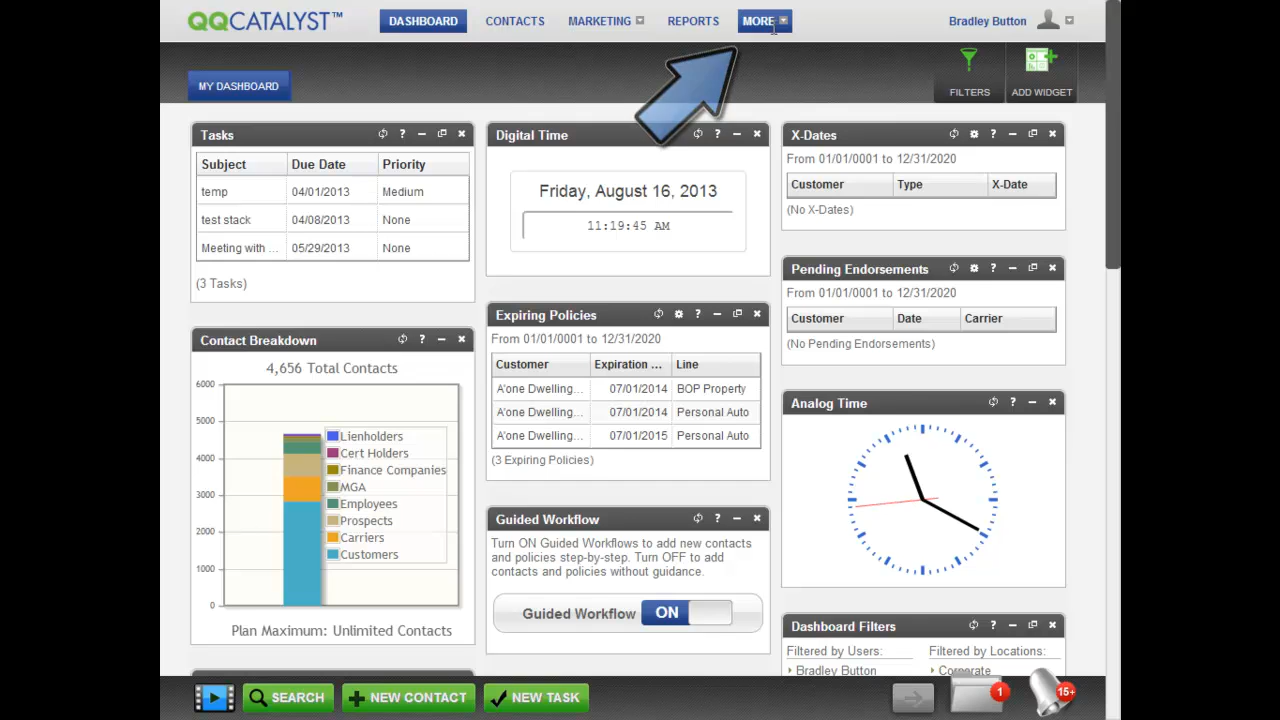 QQCATALYST™
DASHBOARD
CONTACTS
MARKETING
REPORTS
MORE
Bradley Button
MY DASHBOARD
FILTERS
ADD WIDGET
Tasks
Subject Due Date Priority
temp 04/01/2013 Medium
test stack 04/08/2013 None
Meeting with ... 05/29/2013 None
(3 Tasks)
Contact Breakdown
4,656 Total Contacts
6000
5000
4000
3000
2000
1000
0
Lienholders
Cert Holders
Finance Companies
MGA
Employees
Prospects
Carriers
Customers
Plan Maximum: Unlimited Contacts
Digital Time
Friday, August 16, 2013
11:19:45 AM
Expiring Policies
From 01/01/0001 to 12/31/2020
Customer Expiration ... Line
A'one Dwelling... 07/01/2014 BOP Property
A'one Dwelling... 07/01/2014 Personal Auto
A'one Dwelling... 07/01/2015 Personal Auto
(3 Expiring Policies)
Guided Workflow
Turn ON Guided Workflows to add new contacts
and policies step-by-step. Turn OFF to add
contacts and policies without guidance.
Guided Workflow ON
X-Dates
From 01/01/0001 to 12/31/2020
Customer Type X-Date
(No X-Dates)
Pending Endorsements
From 01/01/0001 to 12/31/2020
Customer Date Carrier
(No Pending Endorsements)
Analog Time
Dashboard Filters
Filtered by Users: Filtered by Locations:
Bradley Button Corporate
SEARCH
NEW CONTACT
NEW TASK
1
15+